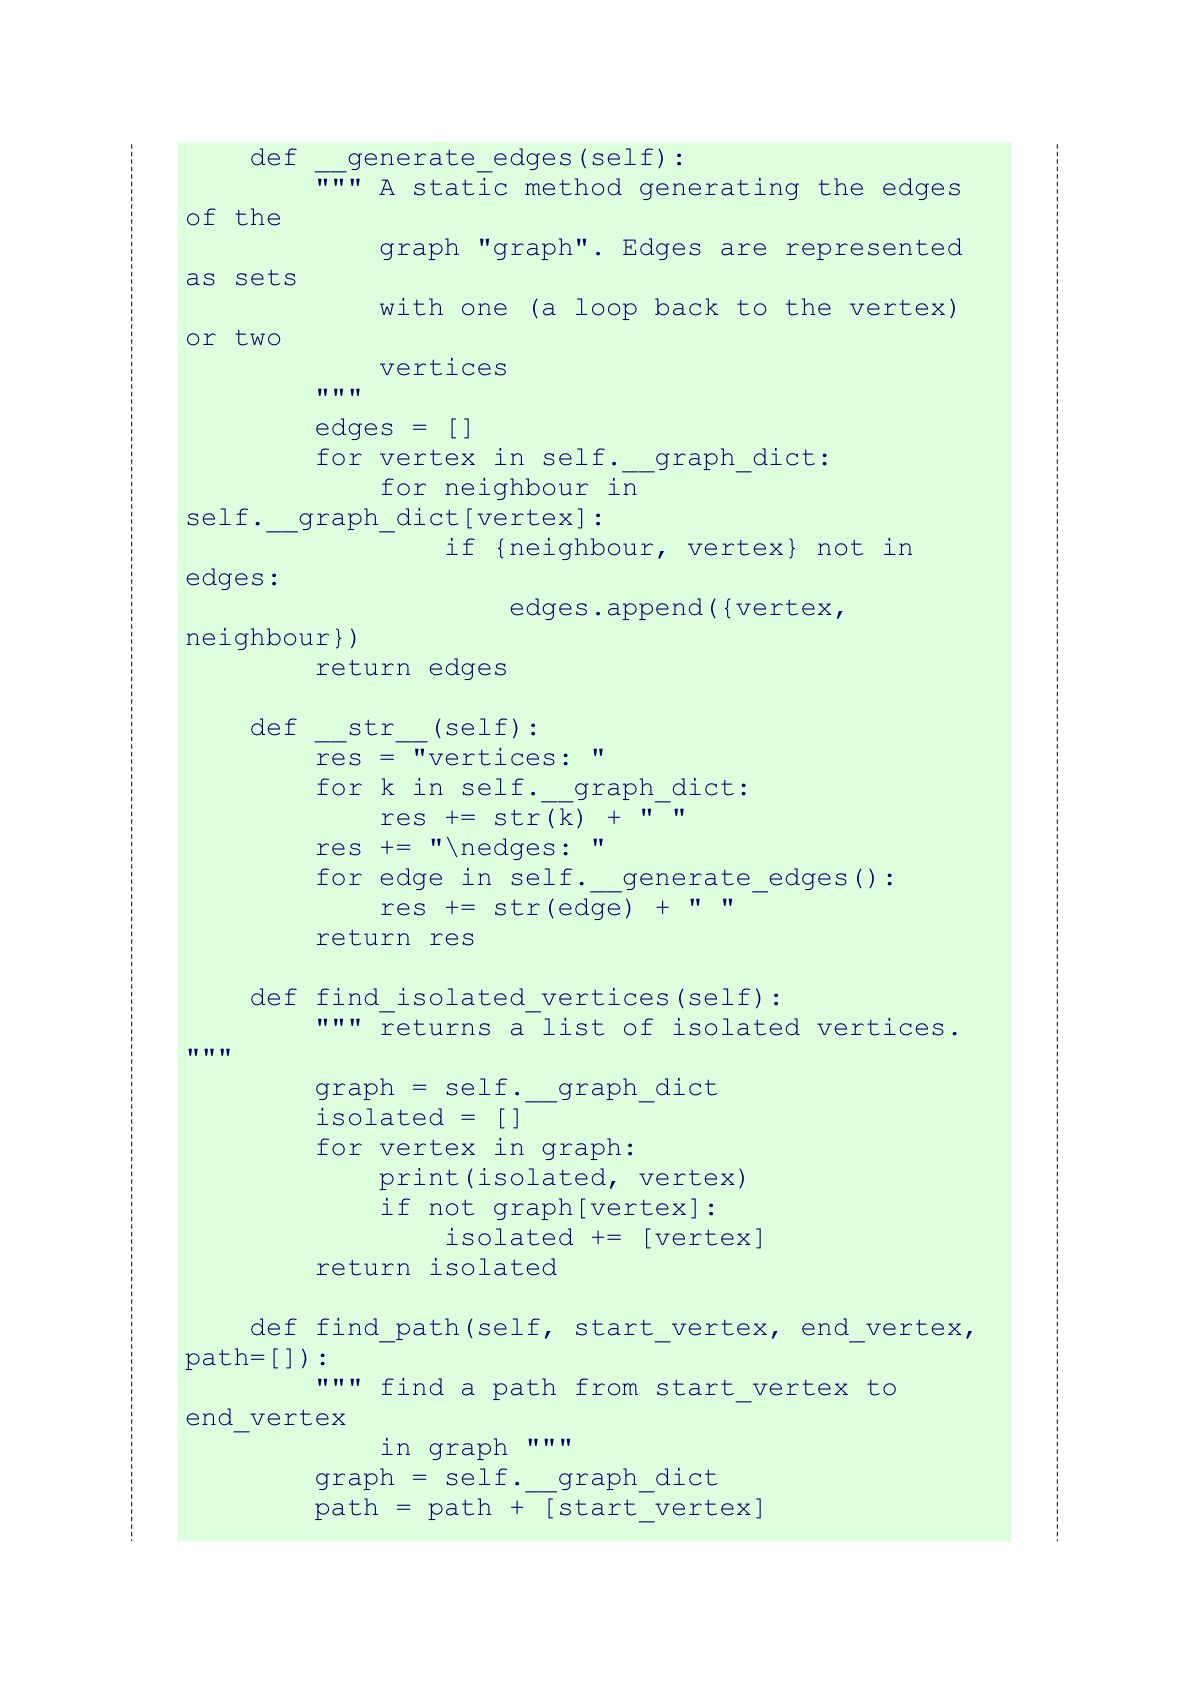 def __generate_edges(self):
        """ A static method generating the edges
of the
            graph "graph". Edges are represented
as sets
            with one (a loop back to the vertex)
or two
            vertices
        """
        edges = []
        for vertex in self.__graph_dict:
            for neighbour in
self.__graph_dict[vertex]:
                if {neighbour, vertex} not in
edges:
                    edges.append({vertex,
neighbour})
        return edges

    def __str__(self):
        res = "vertices: "
        for k in self.__graph_dict:
            res += str(k) + " "
        res += "\nedges: "
        for edge in self.__generate_edges():
            res += str(edge) + " "
        return res

    def find_isolated_vertices(self):
        """ returns a list of isolated vertices.
"""
        graph = self.__graph_dict
        isolated = []
        for vertex in graph:
            print(isolated, vertex)
            if not graph[vertex]:
                isolated += [vertex]
        return isolated

    def find_path(self, start_vertex, end_vertex,
path=[]):
        """ find a path from start_vertex to
end_vertex
            in graph """
        graph = self.__graph_dict
        path = path + [start_vertex]